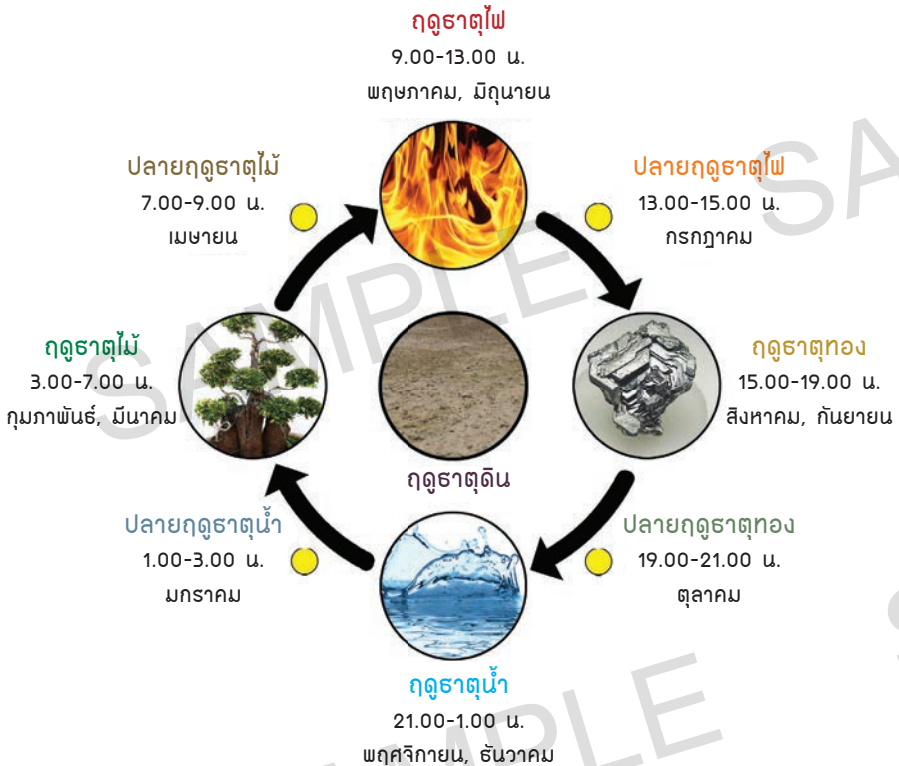 ฤดูธาตุไฟ
9.00-13.00 น.
พฤษภาคม, มิถุนายน
ปลายฤดูธาตุไม้
7.00-9.00 น.
เมษายน
ปลายฤดูธาตุไฟ
13.00-15.00 น.
กรกฎาคม
ฤดูธาตุไม้
3.00-7.00 น.
กุมภาพันธ์, มีนาคม
ฤดูธาตุดิน
ฤดูธาตุทอง
15.00-19.00 น.
สิงหาคม, กันยายน
ปลายฤดูธาตุน้ำ
1.00-3.00 น.
มกราคม
ปลายฤดูธาตุทอง
19.00-21.00 น.
ตุลาคม
ฤดูธาตุน้ำ
21.00-1.00 น.
พฤศจิกายน, ธันวาคม
SAMPLE
SA
SAMPLE